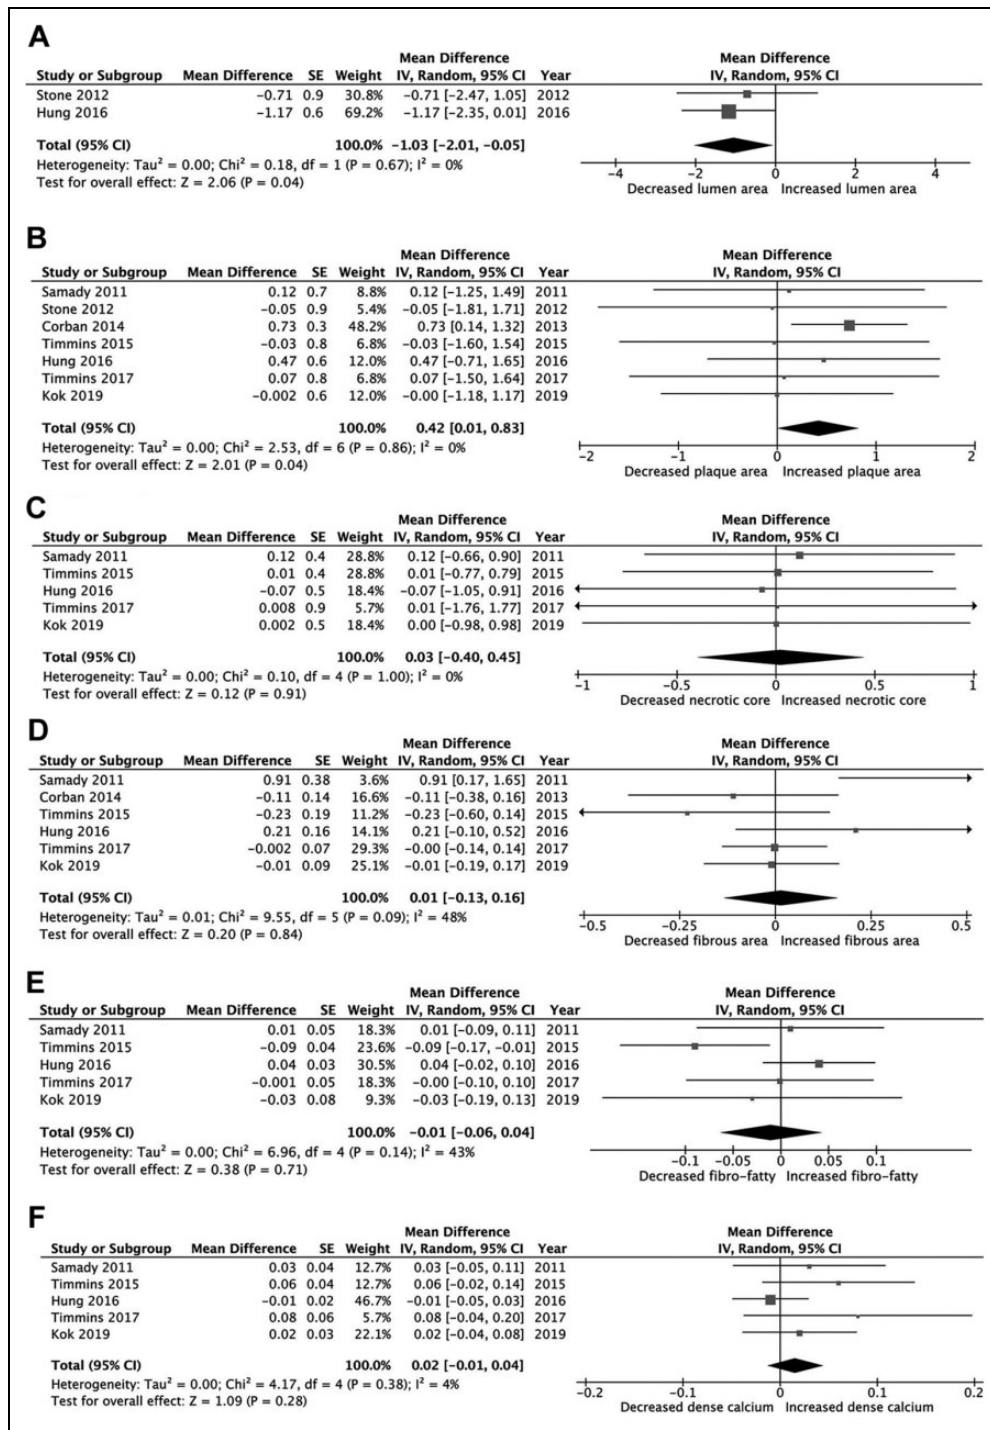 A
Mean Difference Mean Difference
Study or Subgroup Mean Difference SE Weight IV, Random, 95% CI Year IV, Random, 95% CI
Stone 2012 −0.71 0.9 30.8% −0.71 [−2.47, 1.05] 2012
Hung 2016 −1.17 0.6 69.2% −1.17 [−2.35, 0.01] 2016
Total (95% CI) 100.0% −1.03 [−2.01, −0.05]
Heterogeneity: Tau² = 0.00; Chi² = 0.18, df = 1 (P = 0.67); I² = 0%
Test for overall effect: Z = 2.06 (P = 0.04)
−4 −2 0 2 4
Decreased lumen area Increased lumen area
B
Mean Difference Mean Difference
Study or Subgroup Mean Difference SE Weight IV, Random, 95% CI Year IV, Random, 95% CI
Samady 2011 0.12 0.7 8.8% 0.12 [−1.25, 1.49] 2011
Stone 2012 −0.05 0.9 5.4% −0.05 [−1.81, 1.71] 2012
Corban 2014 0.73 0.3 48.2% 0.73 [0.14, 1.32] 2013
Timmins 2015 −0.03 0.8 6.8% −0.03 [−1.60, 1.54] 2015
Hung 2016 0.47 0.6 12.0% 0.47 [−0.71, 1.65] 2016
Timmins 2017 0.07 0.8 6.8% 0.07 [−1.50, 1.64] 2017
Kok 2019 −0.002 0.6 12.0% −0.00 [−1.18, 1.17] 2019
Total (95% CI) 100.0% 0.42 [0.01, 0.83]
Heterogeneity: Tau² = 0.00; Chi² = 2.53, df = 6 (P = 0.86); I² = 0%
Test for overall effect: Z = 2.01 (P = 0.04)
−2 −1 0 1 2
Decreased plaque area Increased plaque area
C
Mean Difference Mean Difference
Study or Subgroup Mean Difference SE Weight IV, Random, 95% CI Year IV, Random, 95% CI
Samady 2011 0.12 0.4 28.8% 0.12 [−0.66, 0.90] 2011
Timmins 2015 0.01 0.4 28.8% 0.01 [−0.77, 0.79] 2015
Hung 2016 −0.07 0.5 18.4% −0.07 [−1.05, 0.91] 2016
Timmins 2017 0.008 0.9 5.7% 0.01 [−1.76, 1.77] 2017
Kok 2019 0.002 0.5 18.4% 0.00 [−0.98, 0.98] 2019
Total (95% CI) 100.0% 0.03 [−0.40, 0.45]
Heterogeneity: Tau² = 0.00; Chi² = 0.10, df = 4 (P = 1.00); I² = 0%
Test for overall effect: Z = 0.12 (P = 0.91)
−1 −0.5 0 0.5 1
Decreased necrotic core Increased necrotic core
D
Mean Difference Mean Difference
Study or Subgroup Mean Difference SE Weight IV, Random, 95% CI Year IV, Random, 95% CI
Samady 2011 0.91 0.38 3.6% 0.91 [0.17, 1.65] 2011
Corban 2014 −0.11 0.14 16.6% −0.11 [−0.38, 0.16] 2013
Timmins 2015 −0.23 0.19 11.2% −0.23 [−0.60, 0.14] 2015
Hung 2016 0.21 0.16 14.1% 0.21 [−0.10, 0.52] 2016
Timmins 2017 −0.002 0.07 29.3% −0.00 [−0.14, 0.14] 2017
Kok 2019 −0.01 0.09 25.1% −0.01 [−0.19, 0.17] 2019
Total (95% CI) 100.0% 0.01 [−0.13, 0.16]
Heterogeneity: Tau² = 0.01; Chi² = 9.55, df = 5 (P = 0.09); I² = 48%
Test for overall effect: Z = 0.20 (P = 0.84)
−0.5 −0.25 0 0.25 0.5
Decreased fibrous area Increased fibrous area
E
Mean Difference Mean Difference
Study or Subgroup Mean Difference SE Weight IV, Random, 95% CI Year IV, Random, 95% CI
Samady 2011 0.01 0.05 18.3% 0.01 [−0.09, 0.11] 2011
Timmins 2015 −0.09 0.04 23.6% −0.09 [−0.17, −0.01] 2015
Hung 2016 0.04 0.03 30.5% 0.04 [−0.02, 0.10] 2016
Timmins 2017 −0.001 0.05 18.3% −0.00 [−0.10, 0.10] 2017
Kok 2019 −0.03 0.08 9.3% −0.03 [−0.19, 0.13] 2019
Total (95% CI) 100.0% −0.01 [−0.06, 0.04]
Heterogeneity: Tau² = 0.00; Chi² = 6.96, df = 4 (P = 0.14); I² = 43%
Test for overall effect: Z = 0.38 (P = 0.71)
−0.1 −0.05 0 0.05 0.1
Decreased fibro-fatty Increased fibro-fatty
F
Mean Difference Mean Difference
Study or Subgroup Mean Difference SE Weight IV, Random, 95% CI Year IV, Random, 95% CI
Samady 2011 0.03 0.04 12.7% 0.03 [−0.05, 0.11] 2011
Timmins 2015 0.06 0.04 12.7% 0.06 [−0.02, 0.14] 2015
Hung 2016 −0.01 0.02 46.7% −0.01 [−0.05, 0.03] 2016
Timmins 2017 0.08 0.06 5.7% 0.08 [−0.04, 0.20] 2017
Kok 2019 0.02 0.03 22.1% 0.02 [−0.04, 0.08] 2019
Total (95% CI) 100.0% 0.02 [−0.01, 0.04]
Heterogeneity: Tau² = 0.00; Chi² = 4.17, df = 4 (P = 0.38); I² = 4%
Test for overall effect: Z = 1.09 (P = 0.28)
−0.2 −0.1 0 0.1 0.2
Decreased dense calcium Increased dense calcium